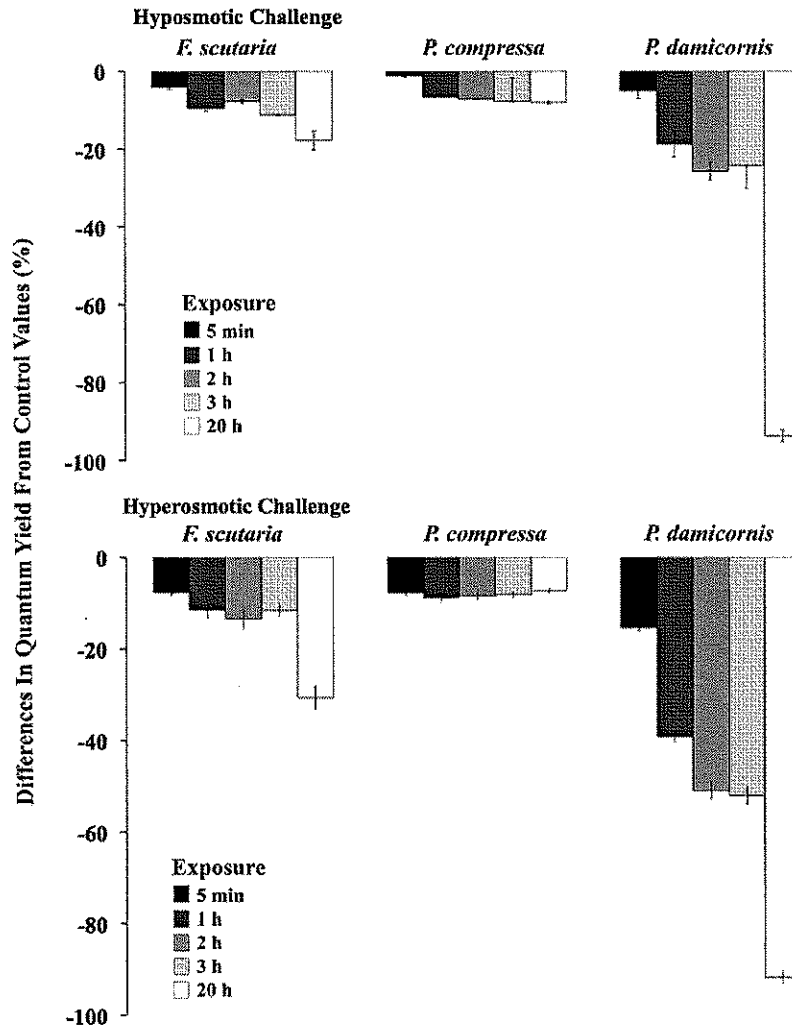 Hyposmotic Challenge
F. scutaria
P. compressa
P. damicornis
Differences In Quantum Yield From Control Values (%)
0
-20
-40
-60
-80
-100
Exposure
5 min
1 h
2 h
3 h
20 h
Hyperosmotic Challenge
F. scutaria
P. compressa
P. damicornis
0
-20
-40
-60
-80
-100
Exposure
5 min
1 h
2 h
3 h
20 h